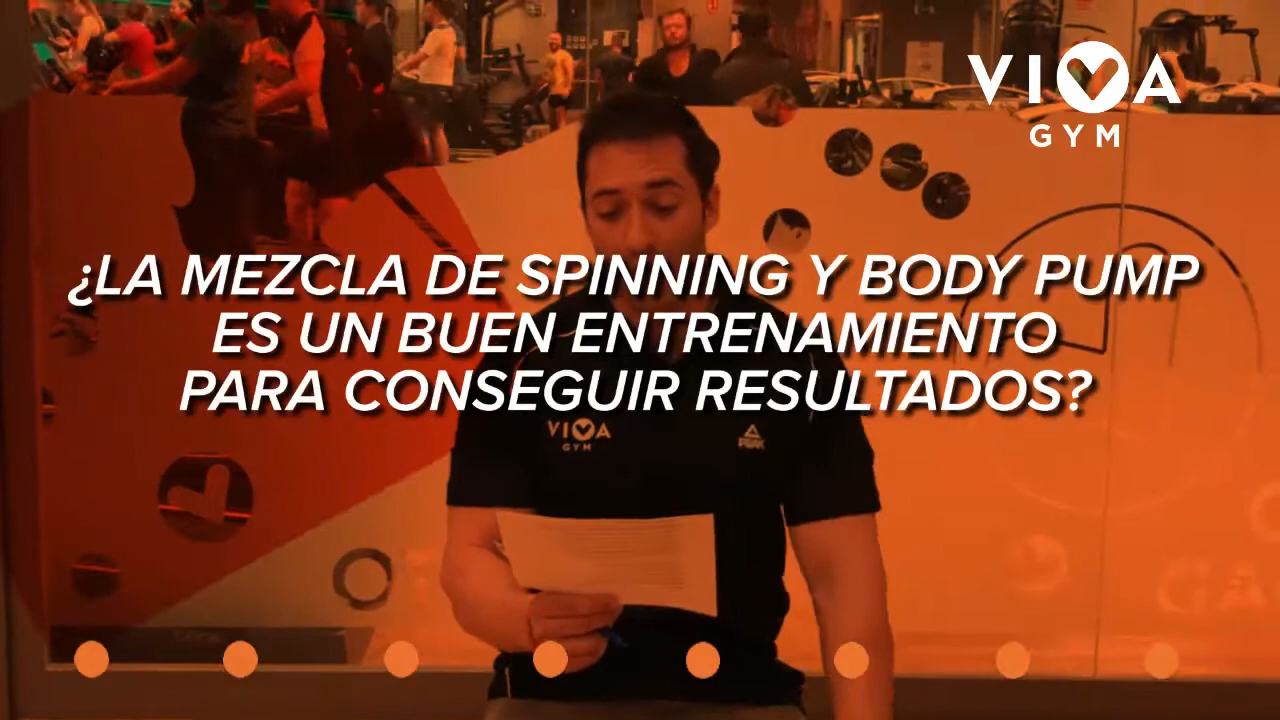 VIVA
GYM
¿LA MEZCLA DE SPINNING Y BODY PUMP
ES UN BUEN ENTRENAMIENTO
PARA CONSEGUIR RESULTADOS?
VIVA
GYM
PEAK